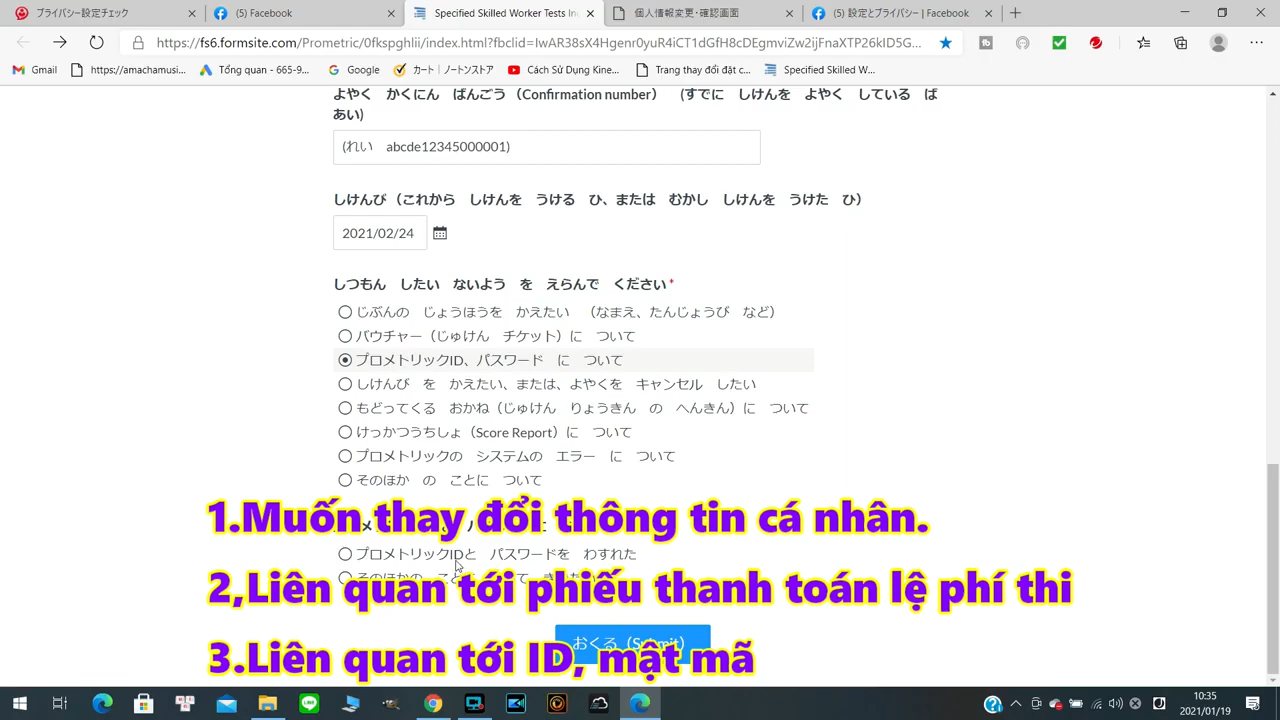 プライバシー設定チェック
(5) Facebook
Specified Skilled Worker Tests Inq
個人情報変更・確認画面
(5) 設定とプライバシー | Facebook
https://fs6.formsite.com/Prometric/0fkspghlii/index.html?fbclid=IwAR38sX4Hgenr0yuR4iCT1dGfH8cDEgmviZw2ijFnaXTP26kID5G...
Gmail
https://amachamusi...
Tổng quan - 665-9...
Google
カート | ノートンストア
Cách Sử Dụng Kine...
Trang thay đổi đặt c...
Specified Skilled W...
よやく かくにん ばんごう (Confirmation number) (すでに しけんを よやく している ば
あい)
(れい abcde12345000001)
しけんび (これから しけんを うける ひ、または むかし しけんを うけた ひ)
2021/02/24
しつもん したい ないよう を えらんで ください*
じぶんの じょうほうを かえたい (なまえ、たんじょうび など)
バウチャー(じゅけん チケット)に ついて
プロメトリックID、パスワード に ついて
しけんび を かえたい、または、よやくを キャンセル したい
もどってくる おかね(じゅけん りょうきん の へんきん)に ついて
けっかつうちしょ(Score Report)に ついて
プロメトリックの システムの エラー に ついて
そのほか の ことに ついて
1.Muốn thay đổi thông tin cá nhân.
プロメトリックIDと パスワードを わすれた
2,Liên quan tới phiếu thanh toán lệ phí thi
おくる (Submit)
3.Liên quan tới ID, mật mã
10:35
2021/01/19